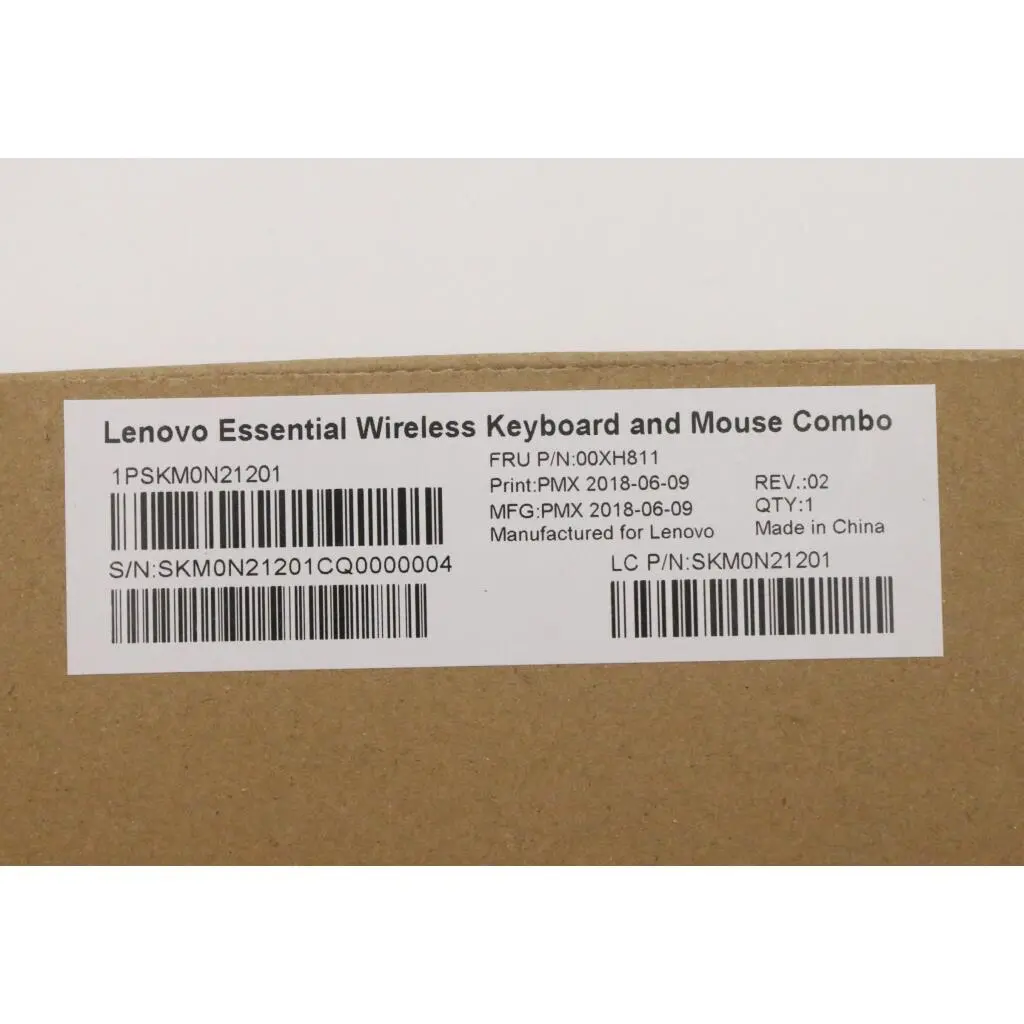 Lenovo Essential Wireless Keyboard and Mouse Combo
1PSKM0N21201
S/N:SKM0N21201CQ0000004
FRU P/N:00XH811
Print:PMX 2018-06-09 REV.:02
MFG:PMX 2018-06-09 QTY:1
Manufactured for Lenovo Made in China
LC P/N:SKM0N21201